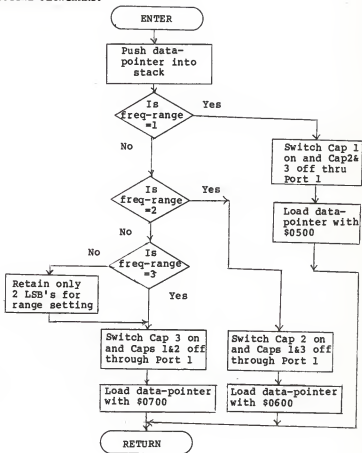 ENTER
Push data-
pointer into
stack
Is
freq-range
=1
Yes
No
Switch Cap 1
on and Cap2&
3 off thru
Port 1
Is
freq-range
=2
Yes
No
Load data-
pointer with
$0500
Is
freq-range
=3
No
Yes
Retain only
2 LSB's for
range setting
Switch Cap 3 on
and Caps 1&2 off
through Port 1
Switch Cap 2 on
and Caps 1&3 off
through Port 1
Load data-pointer
with $0700
Load data-pointer
with $0600
RETURN